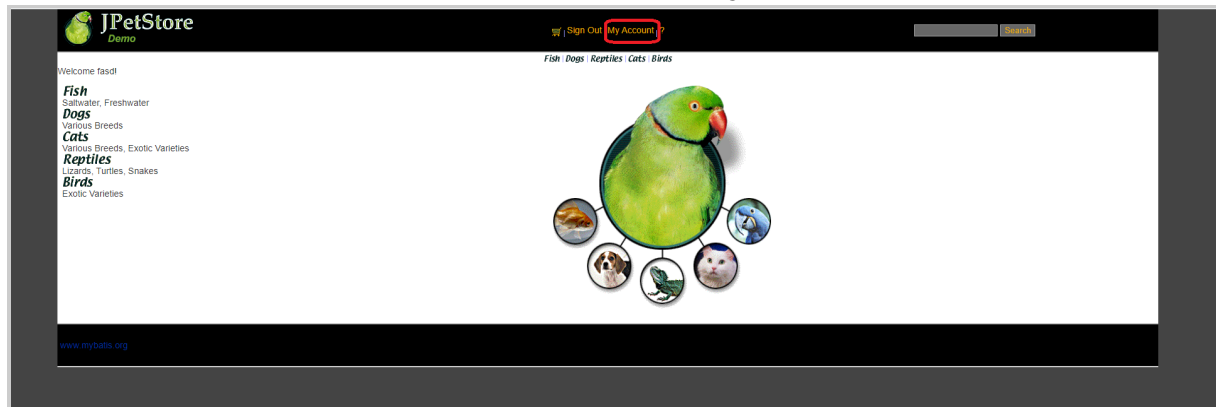 JPetStore
Demo
Sign Out | My Account | ?
Search
Fish | Dogs | Reptiles | Cats | Birds
Welcome fasd!
Fish
Saltwater, Freshwater
Dogs
Various Breeds
Cats
Various Breeds, Exotic Varieties
Reptiles
Lizards, Turtles, Snakes
Birds
Exotic Varieties
www.mybatis.org